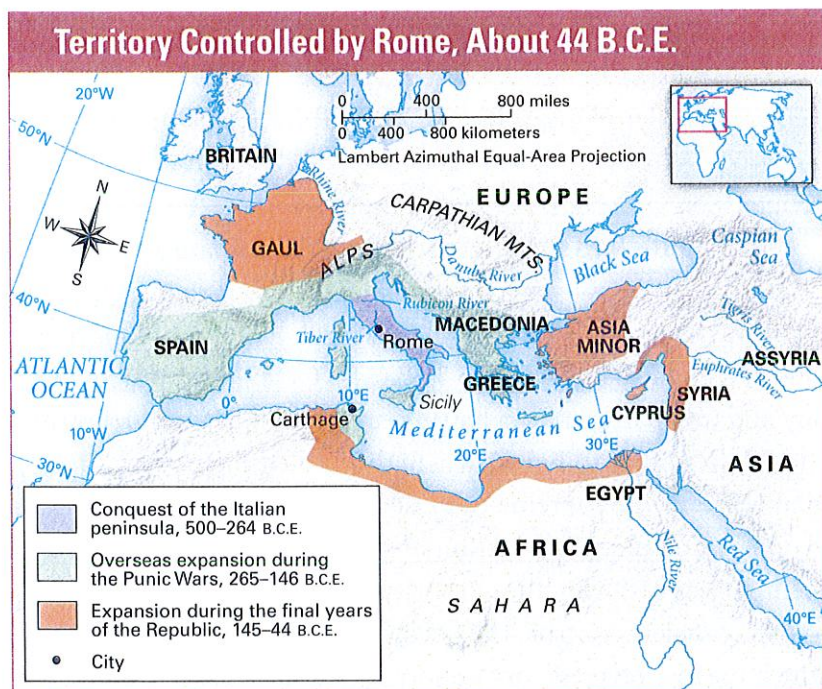 Territory Controlled by Rome, About 44 B.C.E.
20°W
0 400 800 miles
0 400 800 kilometers
Lambert Azimuthal Equal-Area Projection
50°N
BRITAIN
Rhine River
EUROPE
N
W E
S
CARPATHIAN MTS.
Caspian
Sea
GAUL
ALPS
Danube River
Black Sea
40°N
Rubicon River
MACEDONIA
ASIA
MINOR
Tigris River
SPAIN
Tiber River
Rome
ASSYRIA
ATLANTIC
OCEAN
GREECE
Euphrates River
SYRIA
0°
10°E
Sicily
CYPRUS
Carthage
Mediterranean Sea
10°W
20°E
30°E
30°N
ASIA
EGYPT
Conquest of the Italian
peninsula, 500–264 B.C.E.
AFRICA
Nile River
Red Sea
Overseas expansion during
the Punic Wars, 265–146 B.C.E.
SAHARA
Expansion during the final years
of the Republic, 145–44 B.C.E.
40°E
City